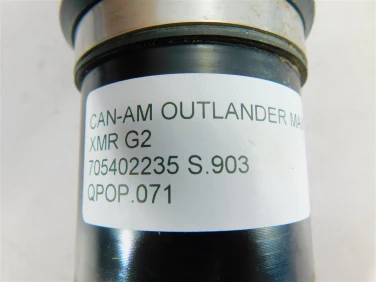 CAN-AM OUTLANDER MA
XMR G2
705402235 S.903
QPOP.071